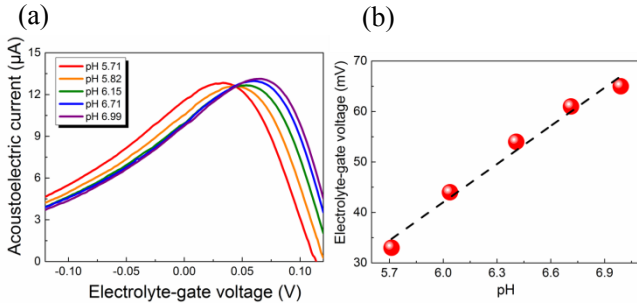 (a)
Acoustoelectric current (µA)
15
12
9
6
3
0
pH 5.71
pH 5.82
pH 6.15
pH 6.71
pH 6.99
-0.10
-0.05
0.00
0.05
0.10
Electrolyte-gate voltage (V)
(b)
Electrolyte-gate voltage (mV)
70
60
50
40
30
5.7
6.0
6.3
6.6
6.9
pH